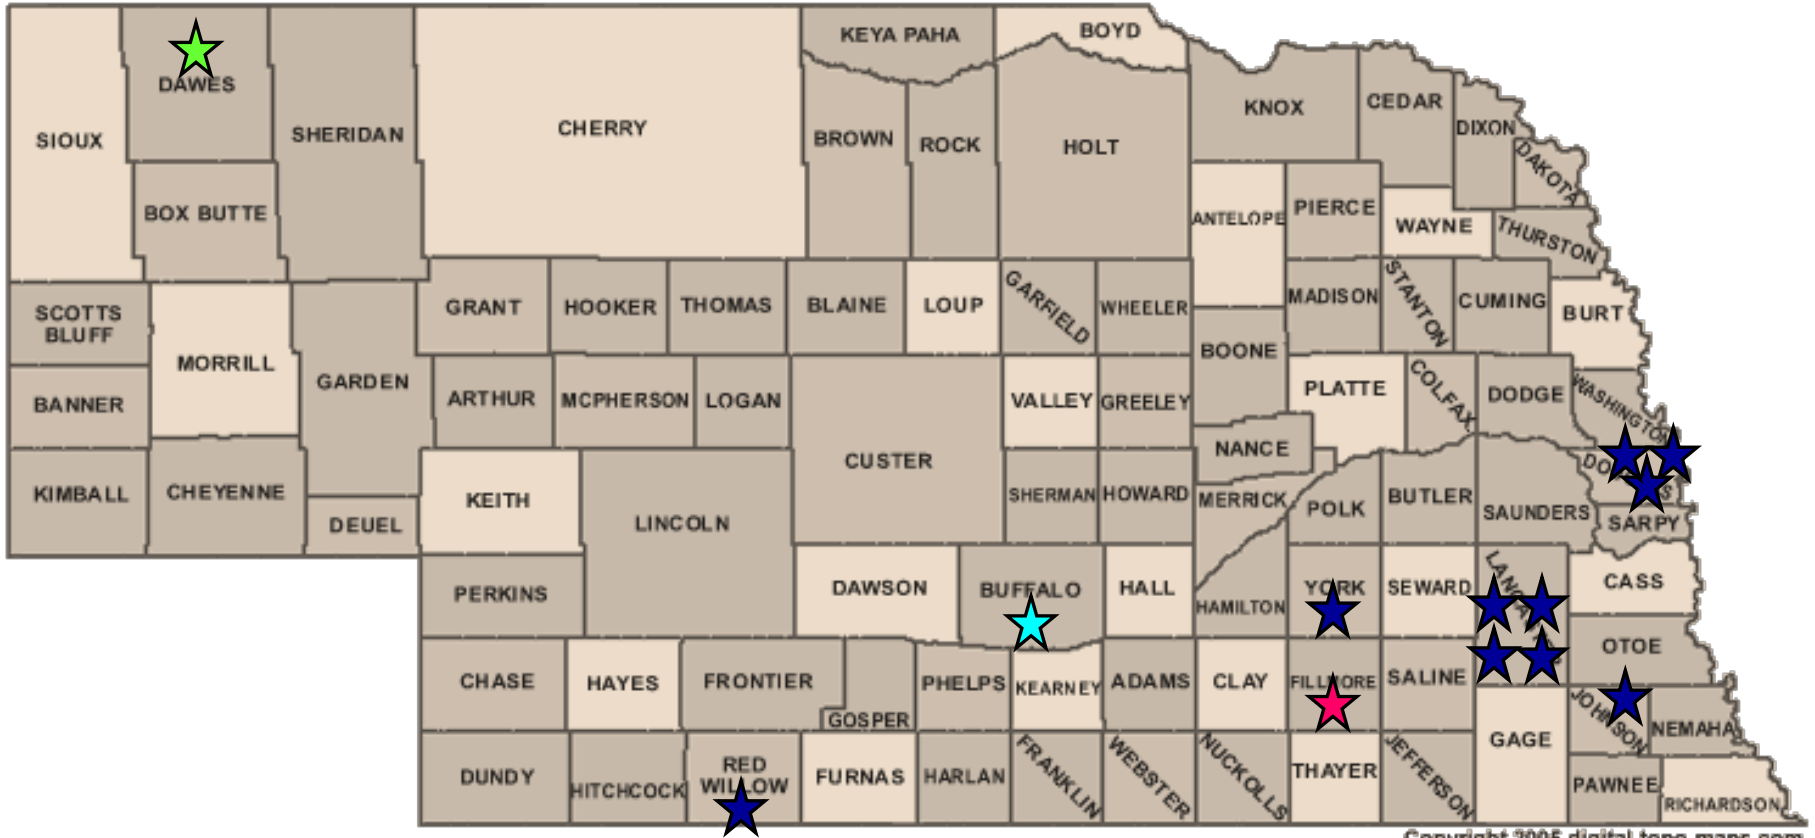 KEYA PAHA
BOYD
DAWES
SIOUX
SHERIDAN
CHERRY
BROWN
ROCK
HOLT
KNOX
CEDAR
DIXON
DAKOTA
BOX BUTTE
ANTELOPE
PIERCE
WAYNE
THURSTON
SCOTTS
BLUFF
MORRILL
GARDEN
GRANT
HOOKER
THOMAS
BLAINE
LOUP
GARFIELD
WHEELER
BOONE
MADISON
STANTON
CUMING
BURT
BANNER
ARTHUR
MCPHERSON
LOGAN
CUSTER
VALLEY
GREELEY
NANCE
PLATTE
COLFAX
DODGE
WASHINGTON
KIMBALL
CHEYENNE
DEUEL
KEITH
LINCOLN
SHERMAN
HOWARD
MERRICK
POLK
BUTLER
SAUNDERS
SARPY
PERKINS
DAWSON
BUFFALO
HALL
HAMILTON
YORK
SEWARD
CASS
CHASE
HAYES
FRONTIER
GOSPER
PHELPS
KEARNEY
ADAMS
CLAY
FILLMORE
SALINE
OTOE
DUNDY
HITCHCOCK
RED
WILLOW
FURNAS
HARLAN
FRANKLIN
WEBSTER
NUCKOLLS
THAYER
JEFFERSON
GAGE
JOHNSON
NEMAHA
PAWNEE
RICHARDSON